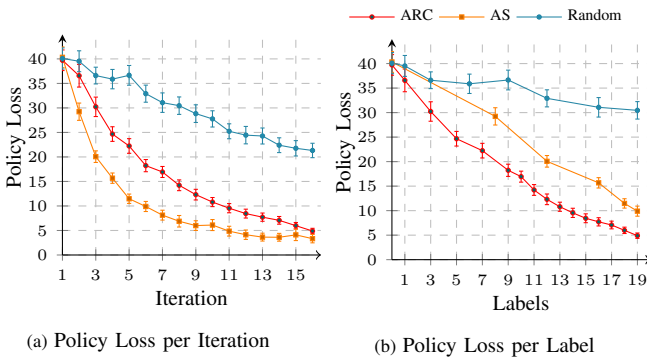 ARC AS Random
40
35
30
25
20
15
10
5
0
Policy Loss
1 3 5 7 9 11 13 15
Iteration
(a) Policy Loss per Iteration
40
35
30
25
20
15
10
5
0
Policy Loss
1 3 5 7 9 11 13 15 17 19
Labels
(b) Policy Loss per Label